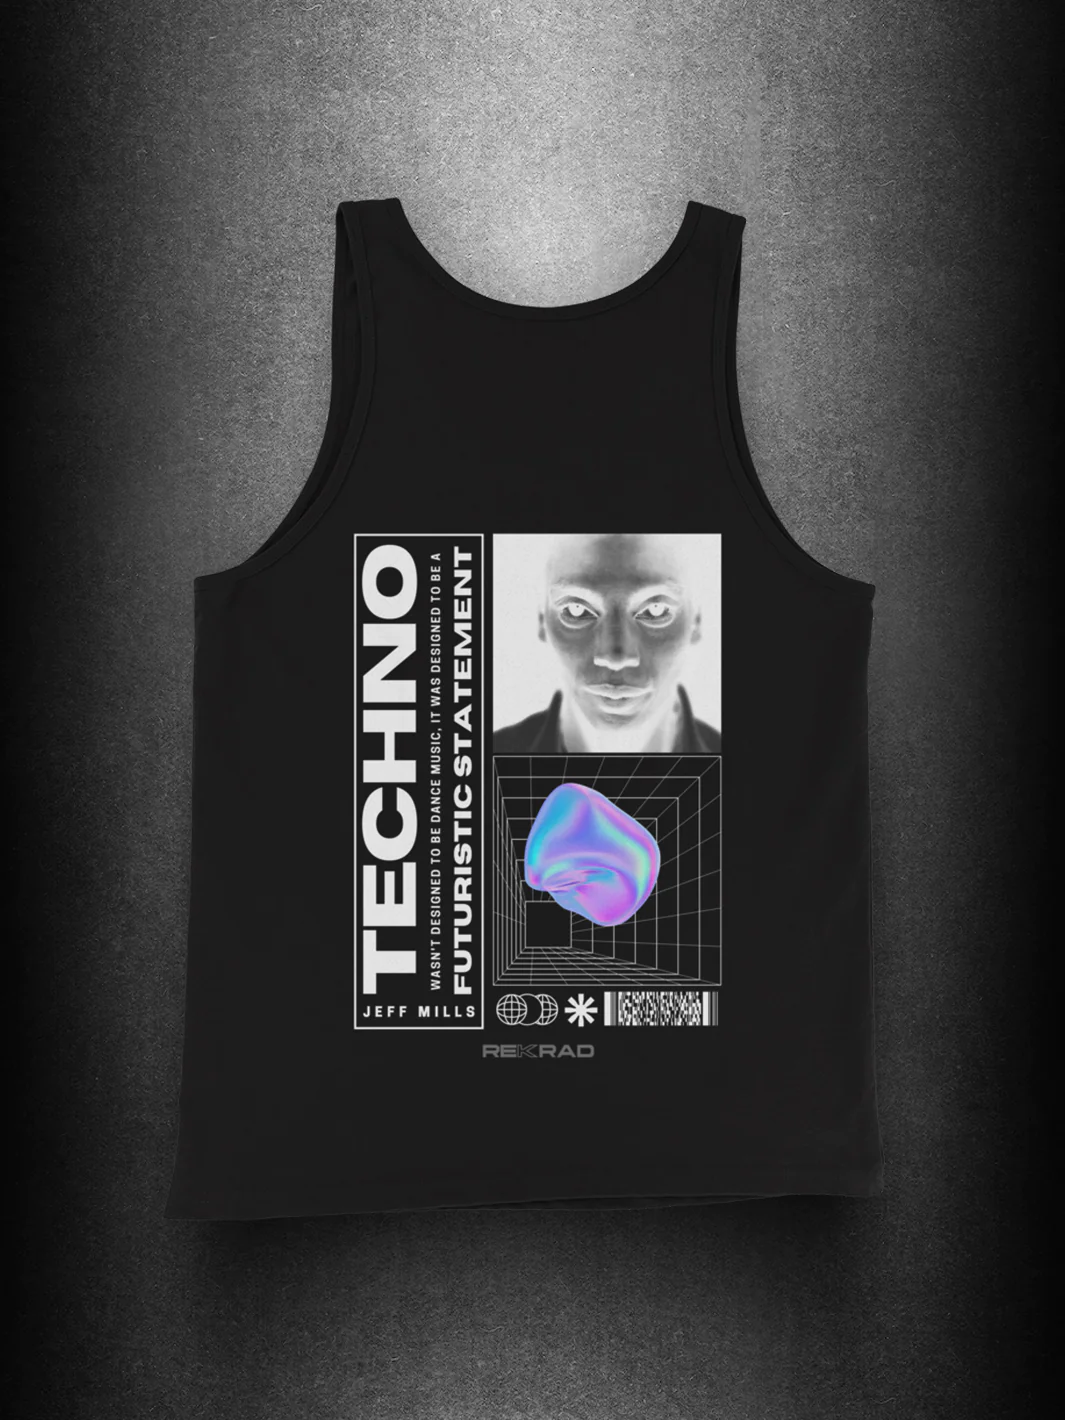 TECHNO
WASN'T DESIGNED TO BE DANCE MUSIC, IT WAS DESIGNED TO BE A
FUTURISTIC STATEMENT
JEFF MILLS
REKRAD